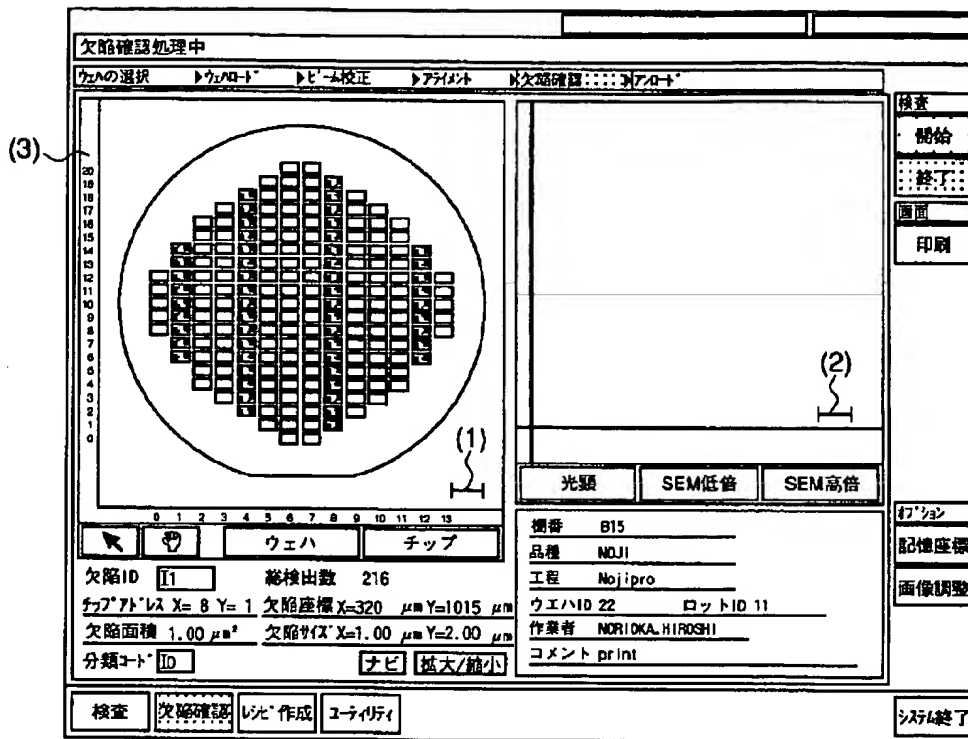 欠陥確認処理中
ウェハの選択 ▶ウェハロード ▶ビーム校正 ▶アライメント ▶欠陥確認 ▶アンロード
検査
開始
終了
画面
印刷
(3)
20
19
18
17
16
15
14
13
12
11
10
9
8
7
6
5
4
3
2
1
0
(1)
(2)
0 1 2 3 4 5 6 7 8 9 10 11 12 13
ウェハ チップ
光顕 SEM低倍 SEM高倍
欠陥ID I1 総検出数 216
チップアドレス X= 8 Y= 1 欠陥座標 X=320 μm Y=1015 μm
欠陥面積 1.00 μm² 欠陥サイズ X=1.00 μm Y=2.00 μm
分類コード ID ナビ 拡大/縮小
棚番 B15
品種 NOJI
工程 Nojipro
ウエハID 22 ロットID 11
作業者 NORIOKA.HIROSHI
コメント print
オプション
記憶座標
画像調整
検査 欠陥確認 レシピ作成 ユーティリティ
システム終了